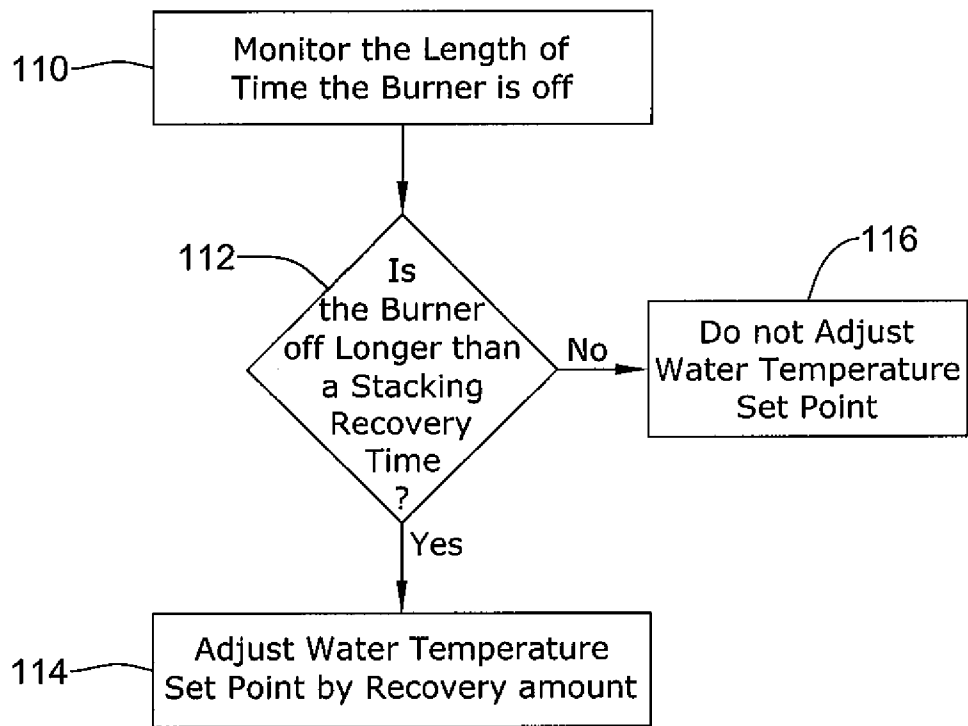 110
Monitor the Length of
Time the Burner is off
112
Is
the Burner
off Longer than
a Stacking
Recovery
Time
?
No
116
Do not Adjust
Water Temperature
Set Point
Yes
114
Adjust Water Temperature
Set Point by Recovery amount